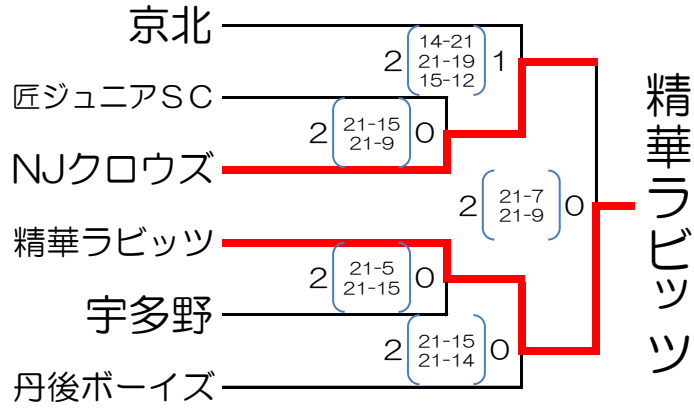 京北
2 14-21 1
21-19
15-12
匠ジュニアSC
2 21-15 0
21-9
NJクロウズ
2 21-7 0
21-9
精華ラビッツ
精華ラビッツ
2 21-5 0
21-15
宇多野
2 21-15 0
21-14
丹後ボーイズ